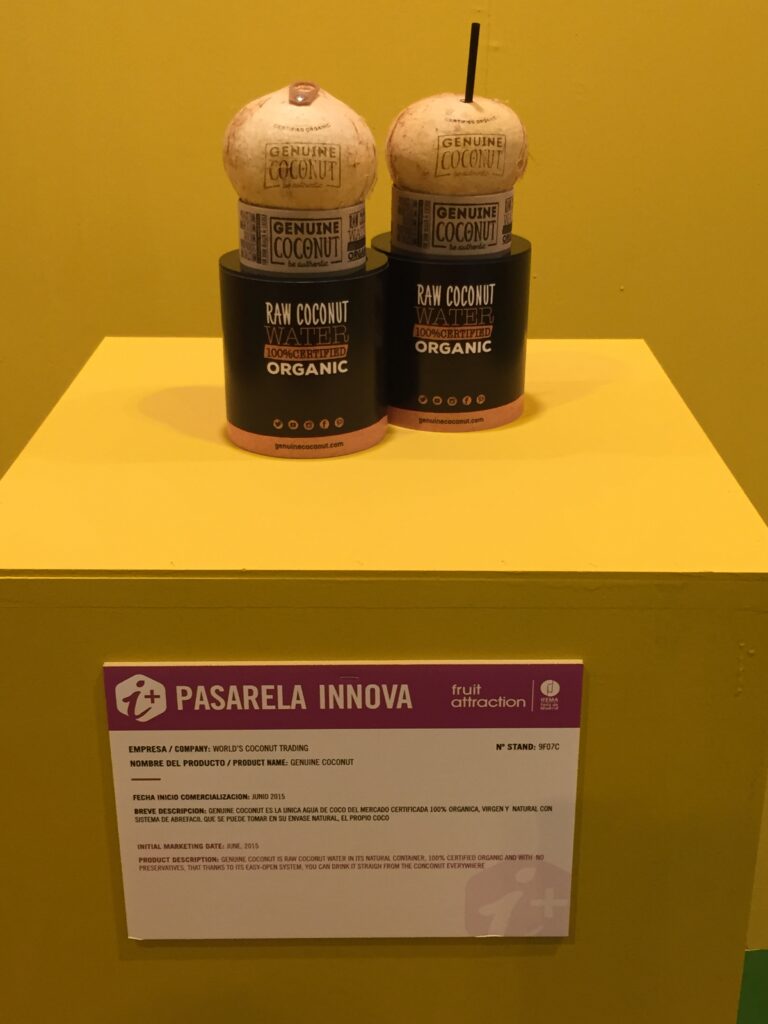 CERTIFIED ORGANIC
GENUINE
COCONUT
be authentic
CERTIFIED ORGANIC
GENUINE
COCONUT
be authentic
GENUINE
COCONUT
be authentic
ORGANIC
GENUINE
COCONUT
be authentic
RAW COCONUT
WATER
100%CERTIFIED
ORGANIC
genuinecoconut.com
RAW COCONUT
WATER
100%CERTIFIED
ORGANIC
genuinecoconut.com
i+ PASARELA INNOVA
fruit
attraction
IFEMA
EMPRESA / COMPANY: WORLD'S COCONUT TRADING
Nº STAND: 9F07C
NOMBRE DEL PRODUCTO / PRODUCT NAME: GENUINE COCONUT
FECHA INICIO COMERCIALIZACION: JUNIO 2015
BREVE DESCRIPCION: GENUINE COCONUT ES LA UNICA AGUA DE COCO DEL MERCADO CERTIFICADA 100% ORGANICA, VIRGEN Y NATURAL CON
SISTEMA DE ABREFACIL QUE SE PUEDE TOMAR EN SU ENVASE NATURAL, EL PROPIO COCO
INITIAL MARKETING DATE: JUNE, 2015
PRODUCT DESCRIPTION: GENUINE COCONUT IS RAW COCONUT WATER IN ITS NATURAL CONTAINER, 100% CERTIFIED ORGANIC AND WITH NO
PRESERVATIVES, THAT THANKS TO ITS EASY-OPEN SYSTEM, YOU CAN DRINK IT STRAIGH FROM THE CONCONUT EVERYWHERE
i+